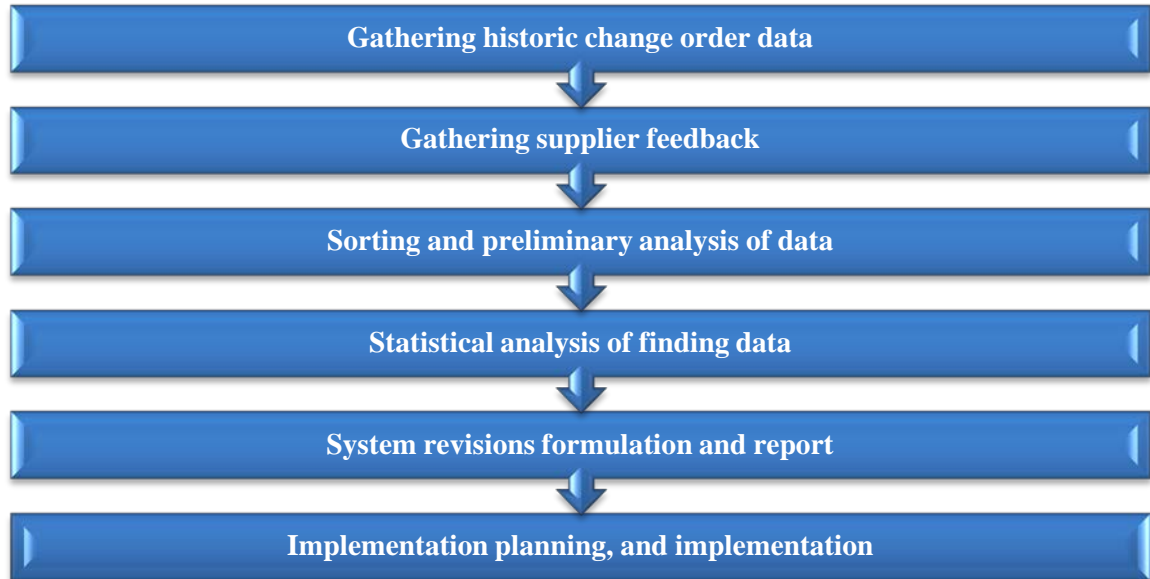 Gathering historic change order data
Gathering supplier feedback
Sorting and preliminary analysis of data
Statistical analysis of finding data
System revisions formulation and report
Implementation planning, and implementation